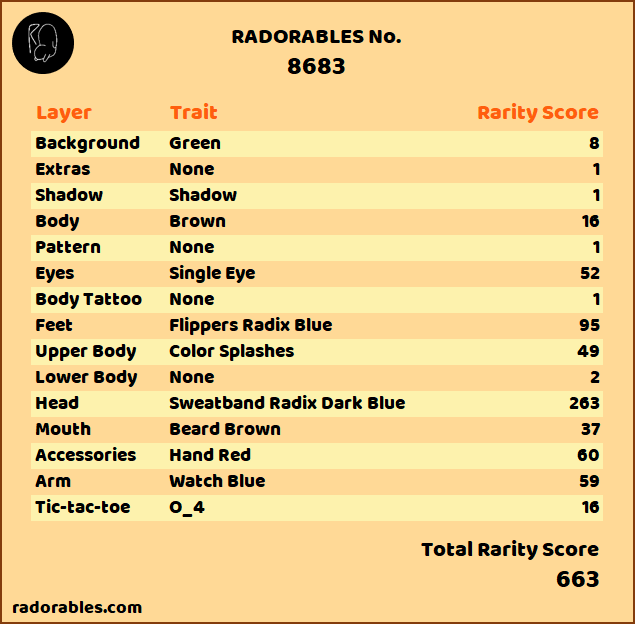 RADORABLES No.
8683
Layer Trait Rarity Score
Background Green 8
Extras None 1
Shadow Shadow 1
Body Brown 16
Pattern None 1
Eyes Single Eye 52
Body Tattoo None 1
Feet Flippers Radix Blue 95
Upper Body Color Splashes 49
Lower Body None 2
Head Sweatband Radix Dark Blue 263
Mouth Beard Brown 37
Accessories Hand Red 60
Arm Watch Blue 59
Tic-tac-toe O_4 16
Total Rarity Score
663
radorables.com